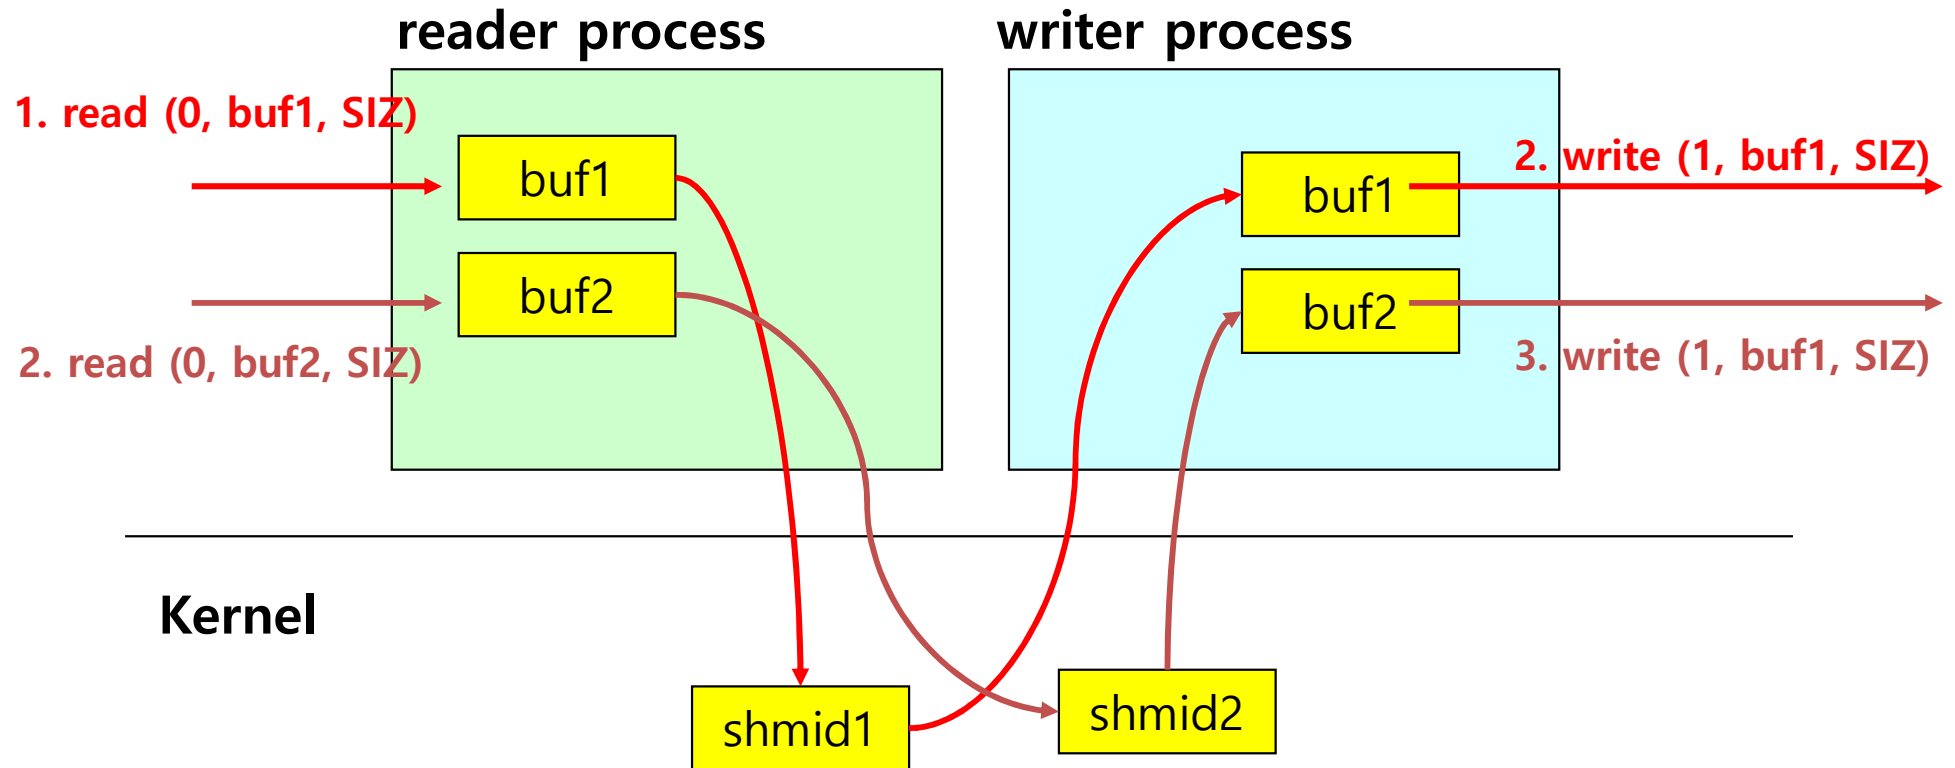 reader process
writer process
1. read (0, buf1, SIZ)
buf1
buf2
2. read (0, buf2, SIZ)
buf1
2. write (1, buf1, SIZ)
buf2
3. write (1, buf1, SIZ)
Kernel
shmid1
shmid2